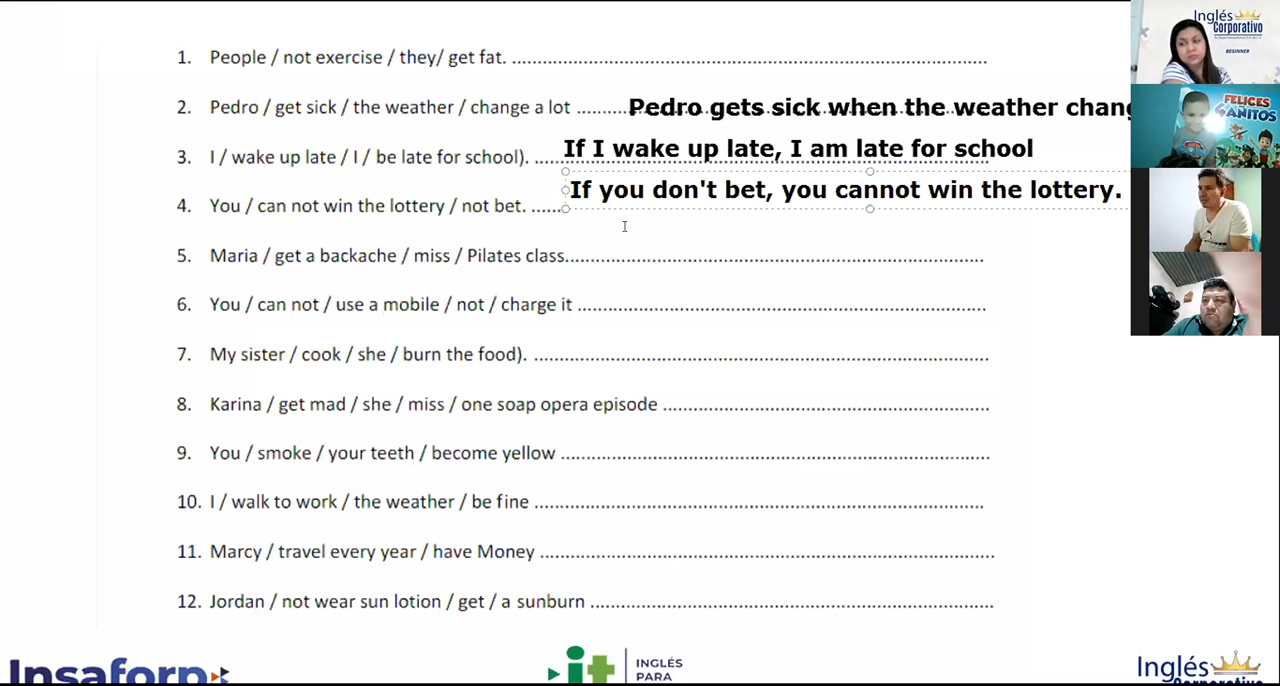 1. People / not exercise / they/ get fat. ................................................................................
2. Pedro / get sick / the weather / change a lot .......... Pedro gets sick when the weather chang
3. I / wake up late / I / be late for school). ..... If I wake up late, I am late for school
4. You / can not win the lottery / not bet. ...... If you don't bet, you cannot win the lottery.
5. Maria / get a backache / miss / Pilates class.....................................................................
6. You / can not / use a mobile / not / charge it ...................................................................
7. My sister / cook / she / burn the food). ...........................................................................
8. Karina / get mad / she / miss / one soap opera episode .....................................................
9. You / smoke / your teeth / become yellow ......................................................................
10. I / walk to work / the weather / be fine ..........................................................................
11. Marcy / travel every year / have Money ..........................................................................
12. Jordan / not wear sun lotion / get / a sunburn .................................................................
Insaforp
it INGLÉS
PARA
Inglés
Corporativo
Inglés
Corporativo
BEGINNER
FELICES